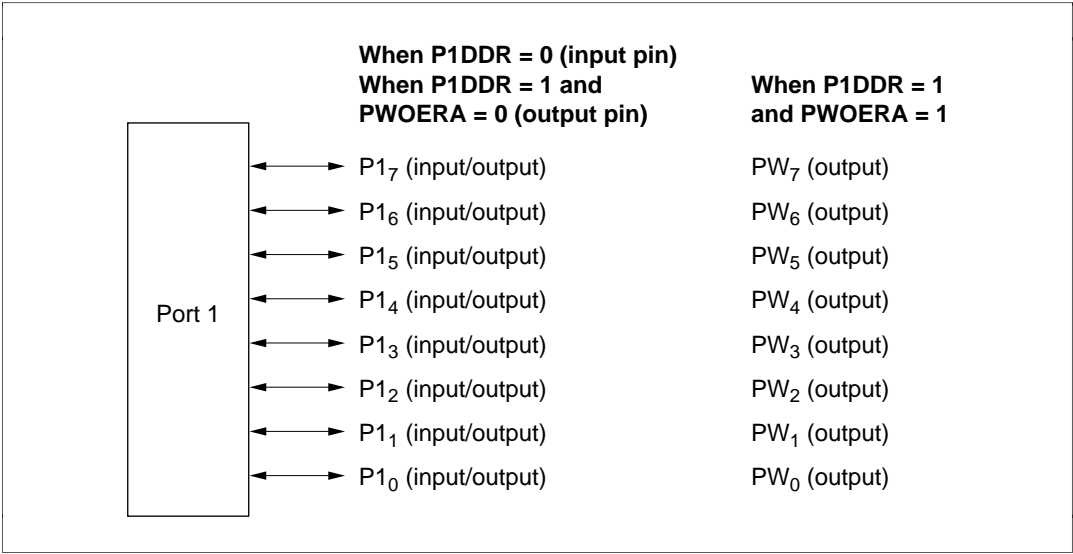 When P1DDR = 0 (input pin)
When P1DDR = 1 and
PWOERA = 0 (output pin)
When P1DDR = 1
and PWOERA = 1
Port 1
P1₇ (input/output) PW₇ (output)
P1₆ (input/output) PW₆ (output)
P1₅ (input/output) PW₅ (output)
P1₄ (input/output) PW₄ (output)
P1₃ (input/output) PW₃ (output)
P1₂ (input/output) PW₂ (output)
P1₁ (input/output) PW₁ (output)
P1₀ (input/output) PW₀ (output)